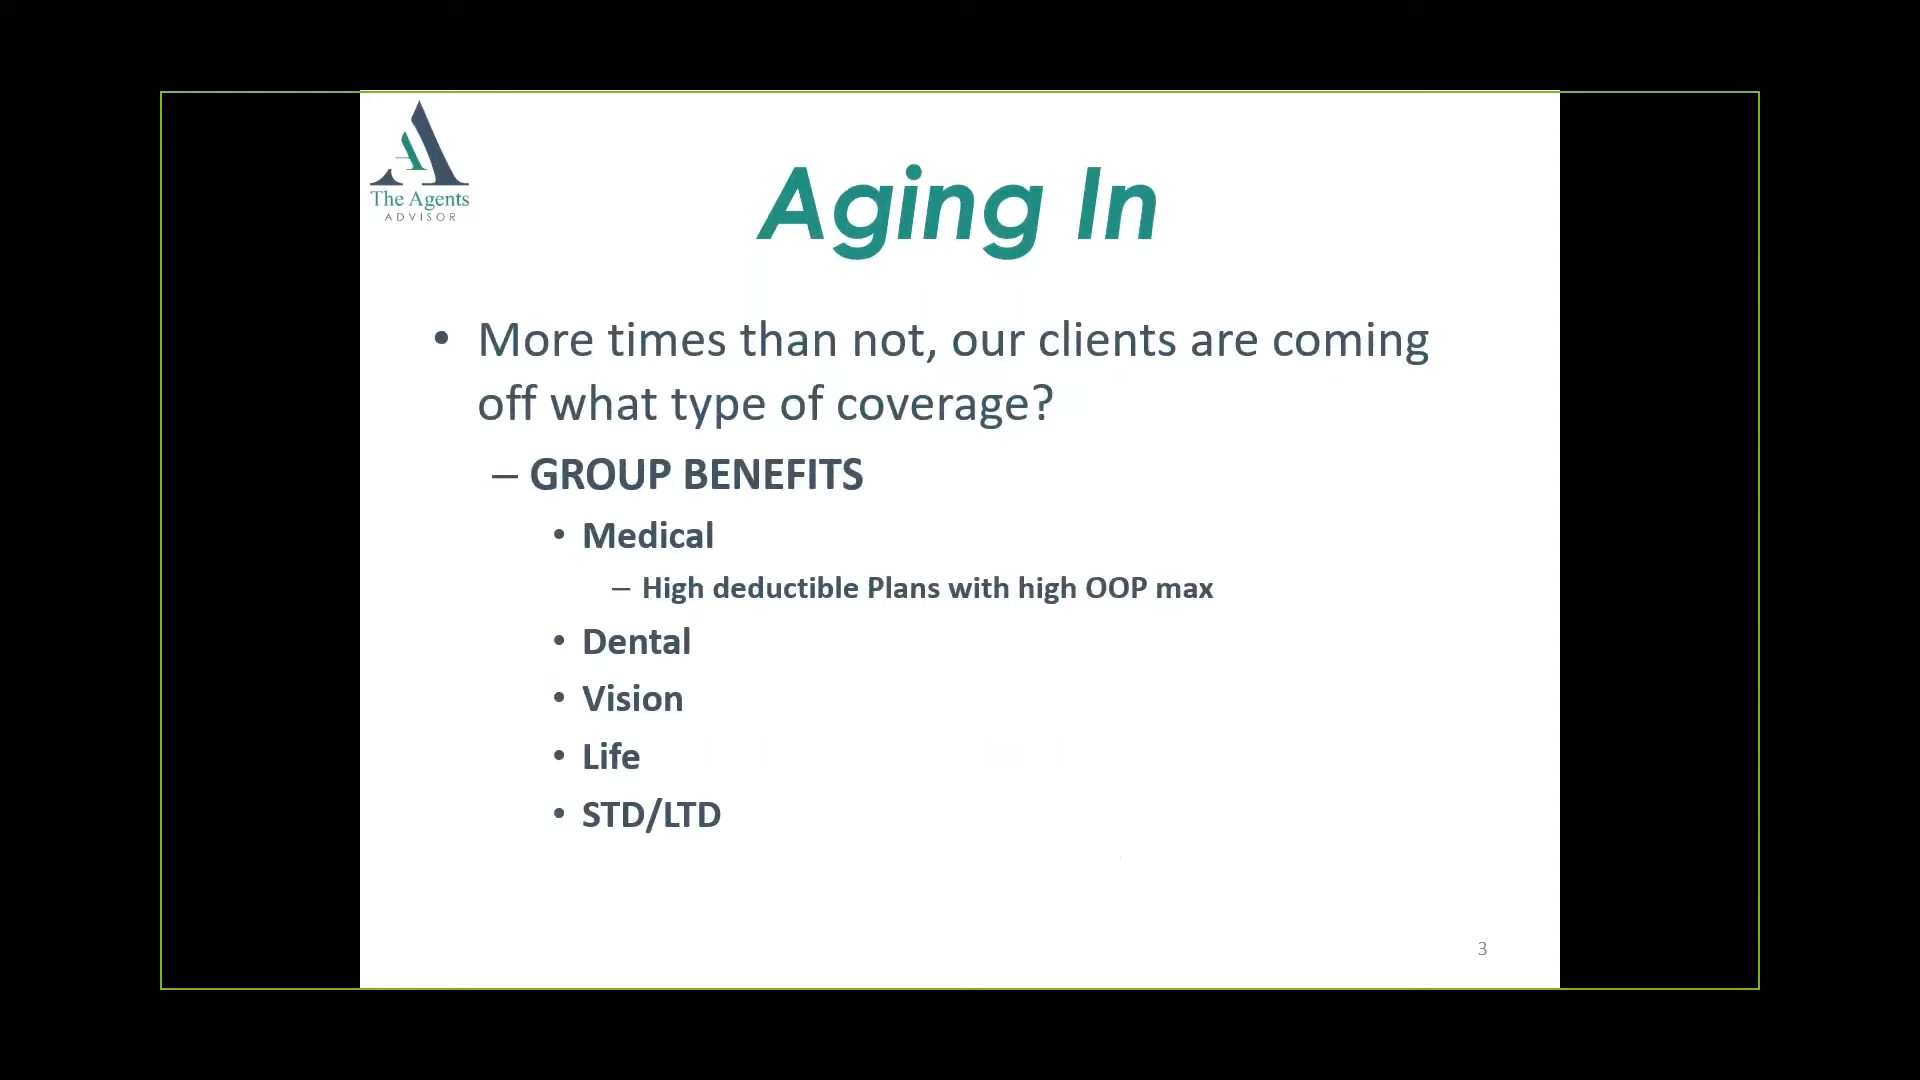 The Agents
ADVISOR
Aging In
• More times than not, our clients are coming
off what type of coverage?
– GROUP BENEFITS
• Medical
– High deductible Plans with high OOP max
• Dental
• Vision
• Life
• STD/LTD
3